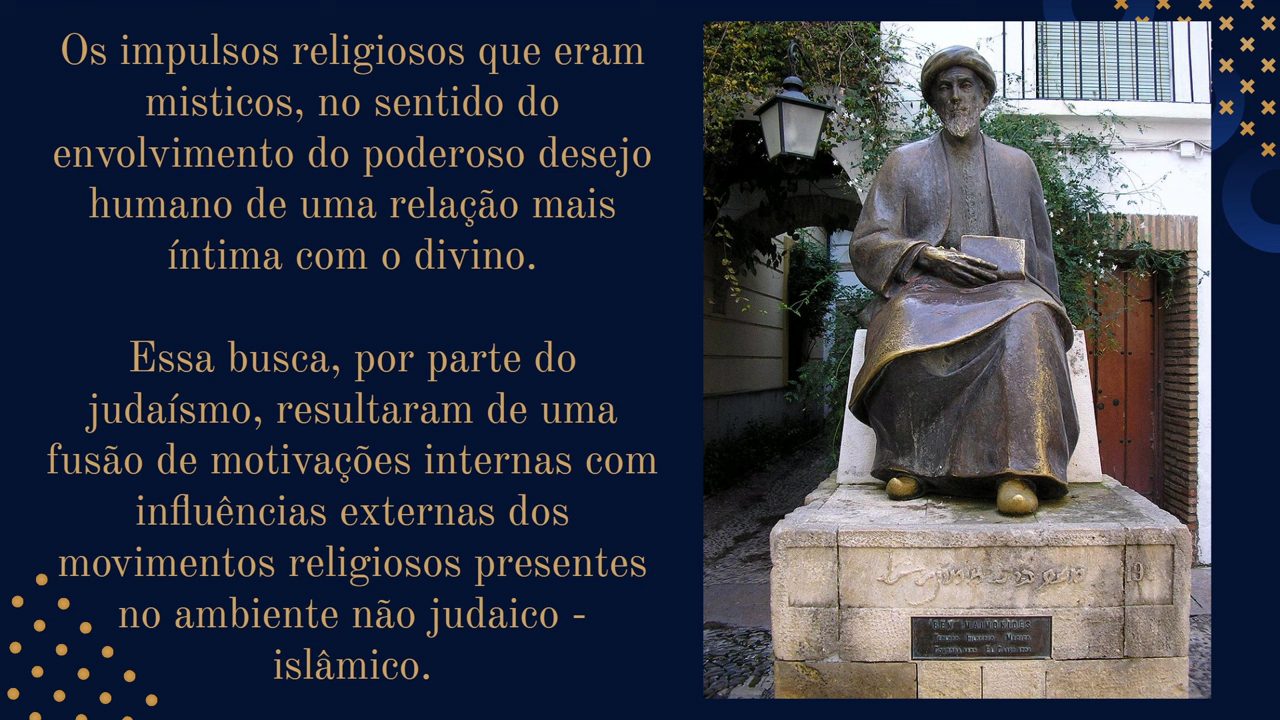 Os impulsos religiosos que eram
misticos, no sentido do
envolvimento do poderoso desejo
humano de uma relação mais
íntima com o divino.
Essa busca, por parte do
judaísmo, resultaram de uma
fusão de motivações internas com
influências externas dos
movimentos religiosos presentes
no ambiente não judaico -
islâmico.